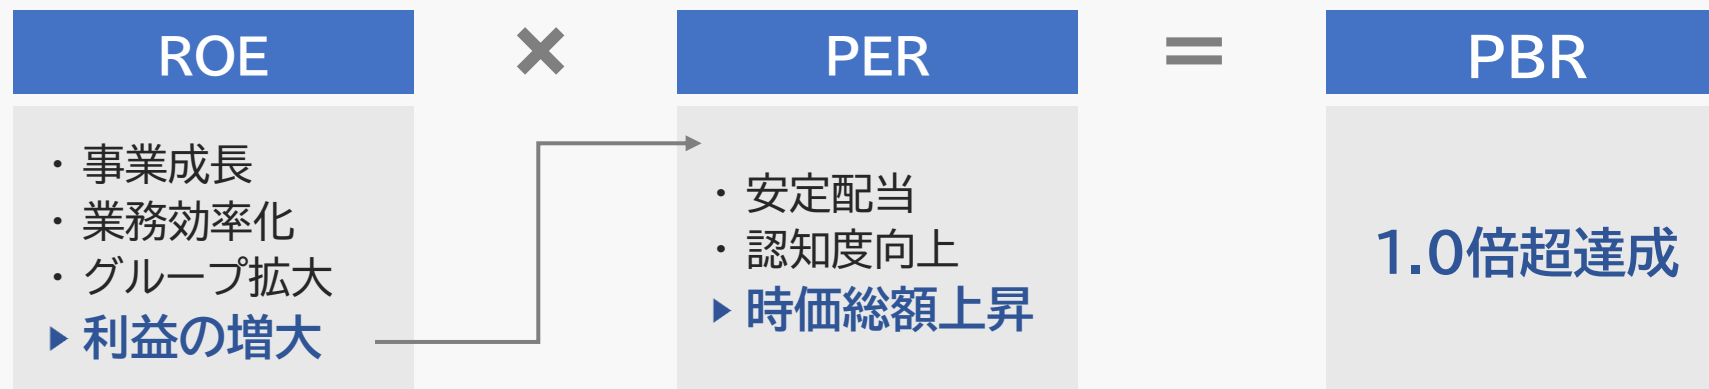 ROE
・事業成長
・業務効率化
・グループ拡大
▶利益の増大
×
PER
・安定配当
・認知度向上
▶時価総額上昇
=
PBR
1.0倍超達成